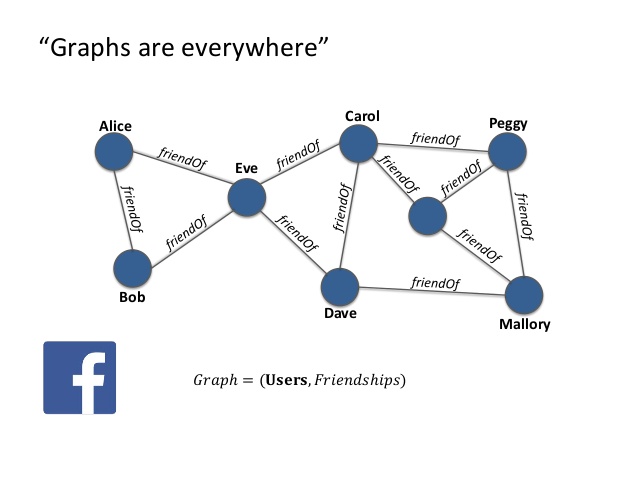 “Graphs are everywhere”
Carol
Peggy
Alice
friendOf
friendOf
friendOf
Eve
friendOf
friendOf
friendOf
friendOf
friendOf
friendOf
friendOf
friendOf
friendOf
Bob
Dave
Mallory
f
Graph = (Users, Friendships)